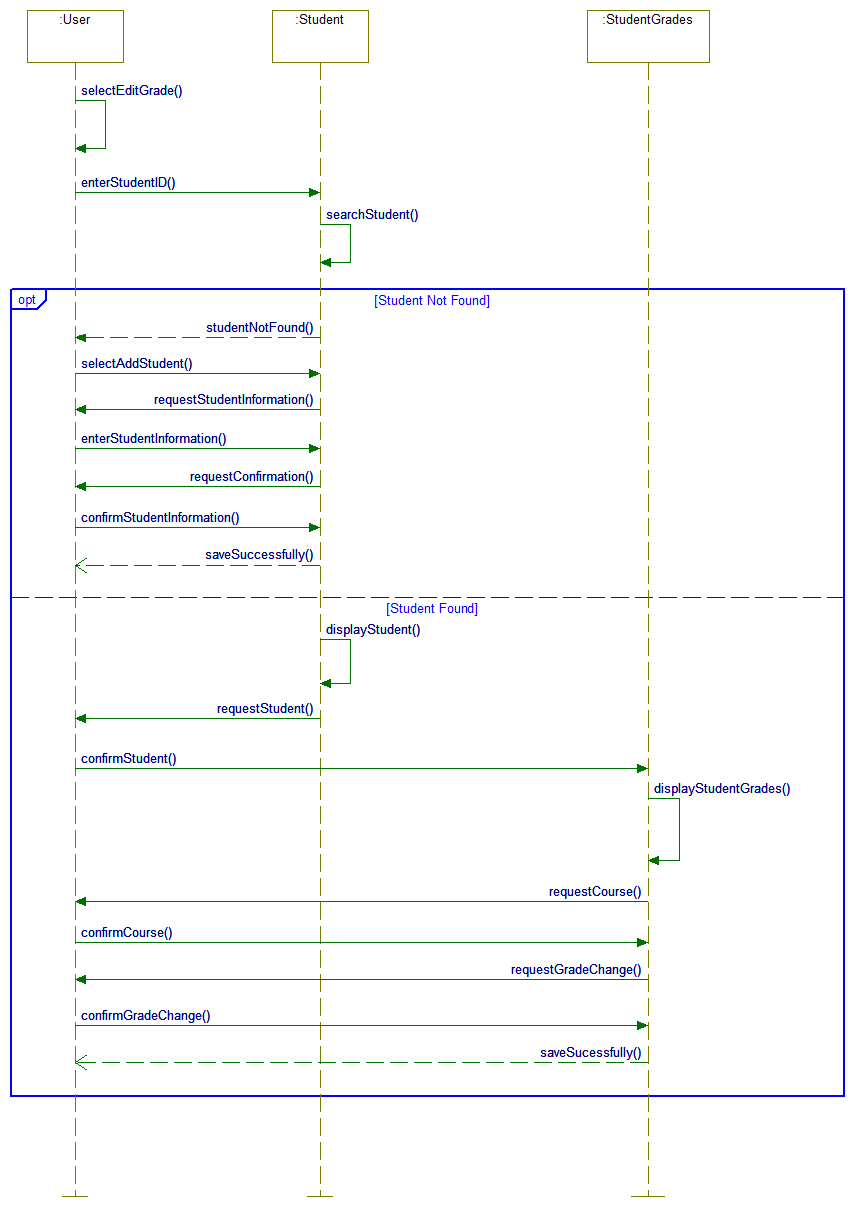 :User
:Student
:StudentGrades
selectEditGrade()
enterStudentID()
searchStudent()
opt
[Student Not Found]
studentNotFound()
selectAddStudent()
requestStudentInformation()
enterStudentInformation()
requestConfirmation()
confirmStudentInformation()
saveSuccessfully()
[Student Found]
displayStudent()
requestStudent()
confirmStudent()
displayStudentGrades()
requestCourse()
confirmCourse()
requestGradeChange()
confirmGradeChange()
saveSucessfully()